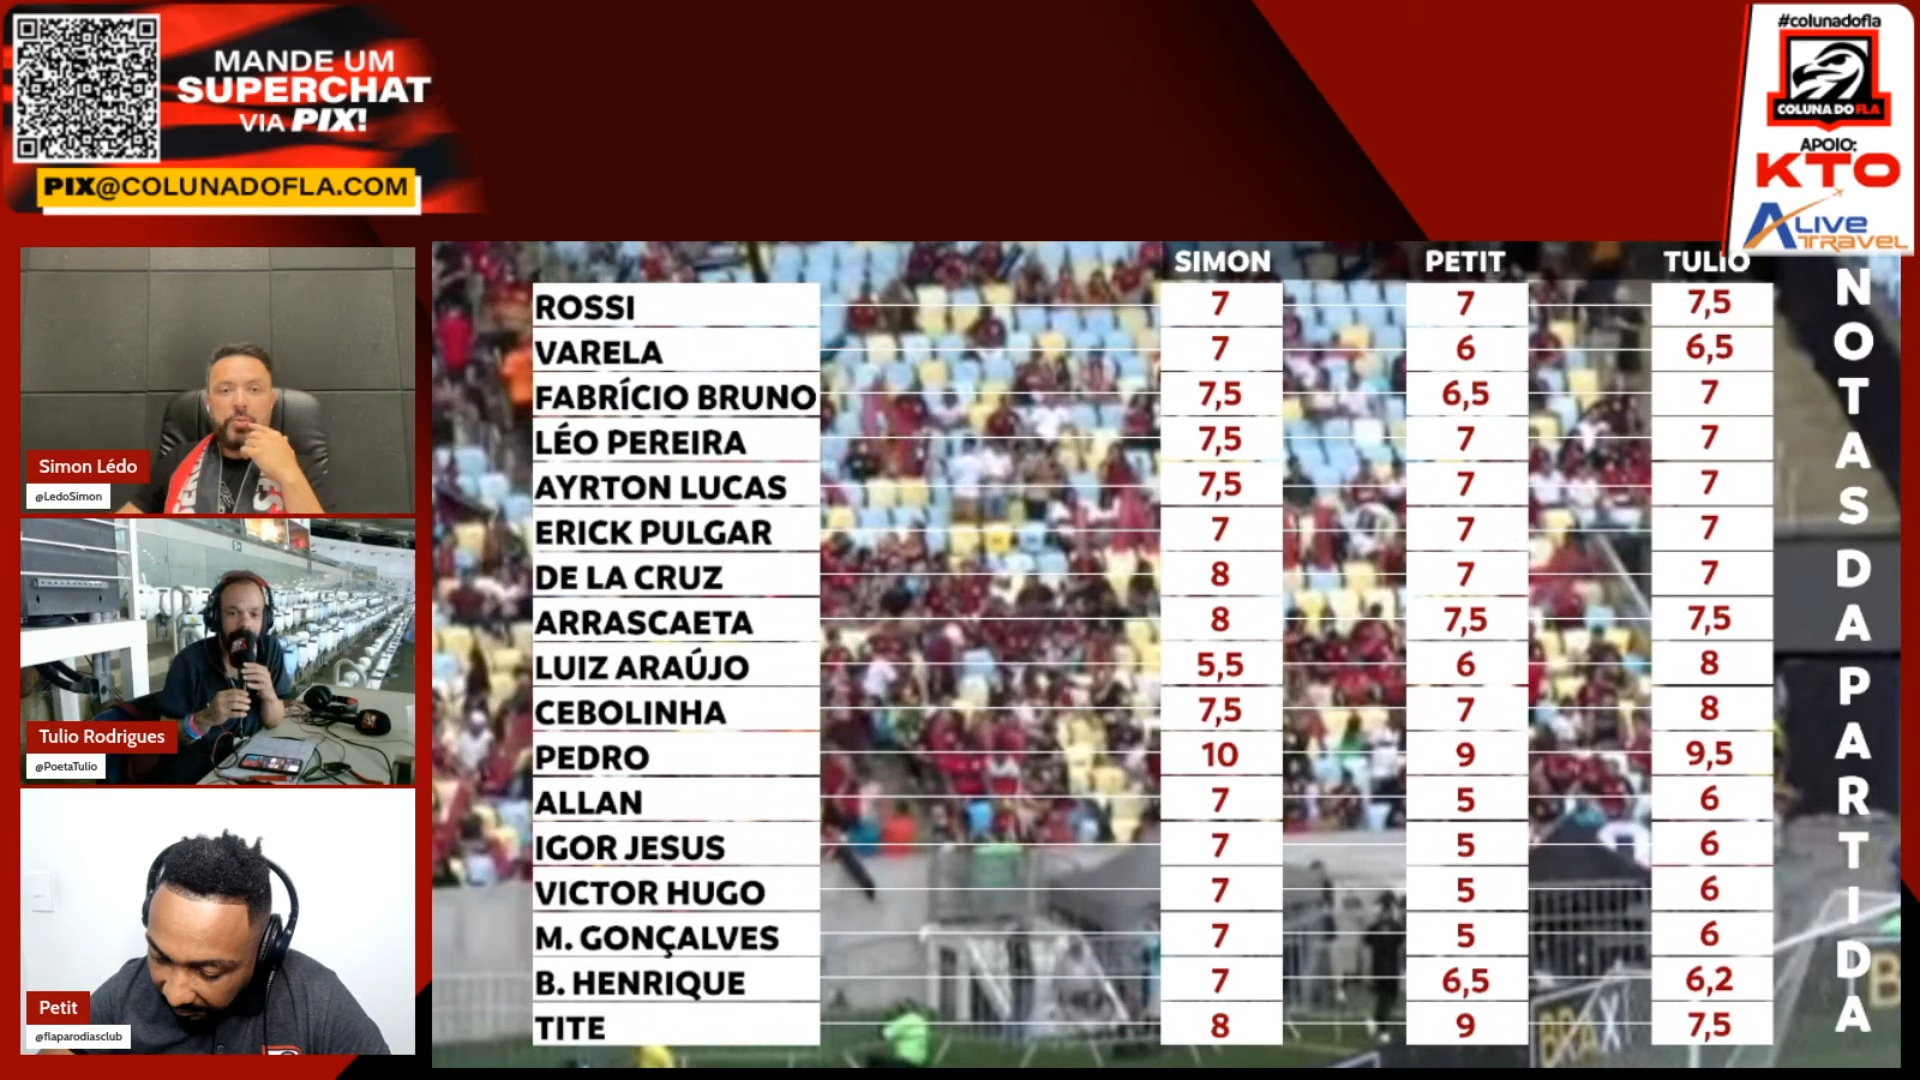 MANDE UM
SUPERCHAT
VIA PIX!
PIX@COLUNADOFLA.COM
#colunadofla
COLUNADOFLA
APOIO:
KTO
ALIVE
TRAVEL
Simon Lédo
@LedoSimon
Tulio Rodrigues
@PoetaTulio
Petit
@flaparodiasclub
SIMON PETIT TULIO
ROSSI 7 7 7,5
VARELA 7 6 6,5
FABRÍCIO BRUNO 7,5 6,5 7
LÉO PEREIRA 7,5 7 7
AYRTON LUCAS 7,5 7 7
ERICK PULGAR 7 7 7
DE LA CRUZ 8 7 7
ARRASCAETA 8 7,5 7,5
LUIZ ARAÚJO 5,5 6 8
CEBOLINHA 7,5 7 8
PEDRO 10 9 9,5
ALLAN 7 5 6
IGOR JESUS 7 5 6
VICTOR HUGO 7 5 6
M. GONÇALVES 7 5 6
B. HENRIQUE 7 6,5 6,2
TITE 8 9 7,5
NOTAS DA PARTIDA
BRAX